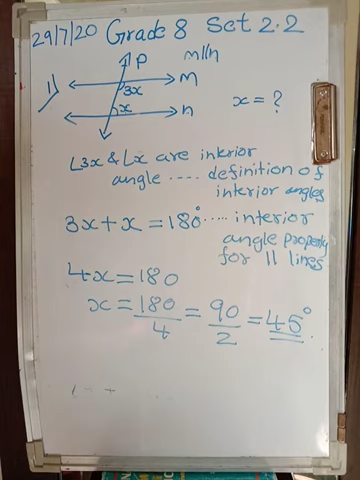 29/7/20 Grade 8 Set 2.2
P
m||n
1)
m
3x
x
n
x = ?
∠3x & ∠x are interior
angle ---- definition of
interior angles
3x + x = 180° ..... interior
angle property
for || lines
4x = 180
x = 180/4 = 90/2 = 45°.